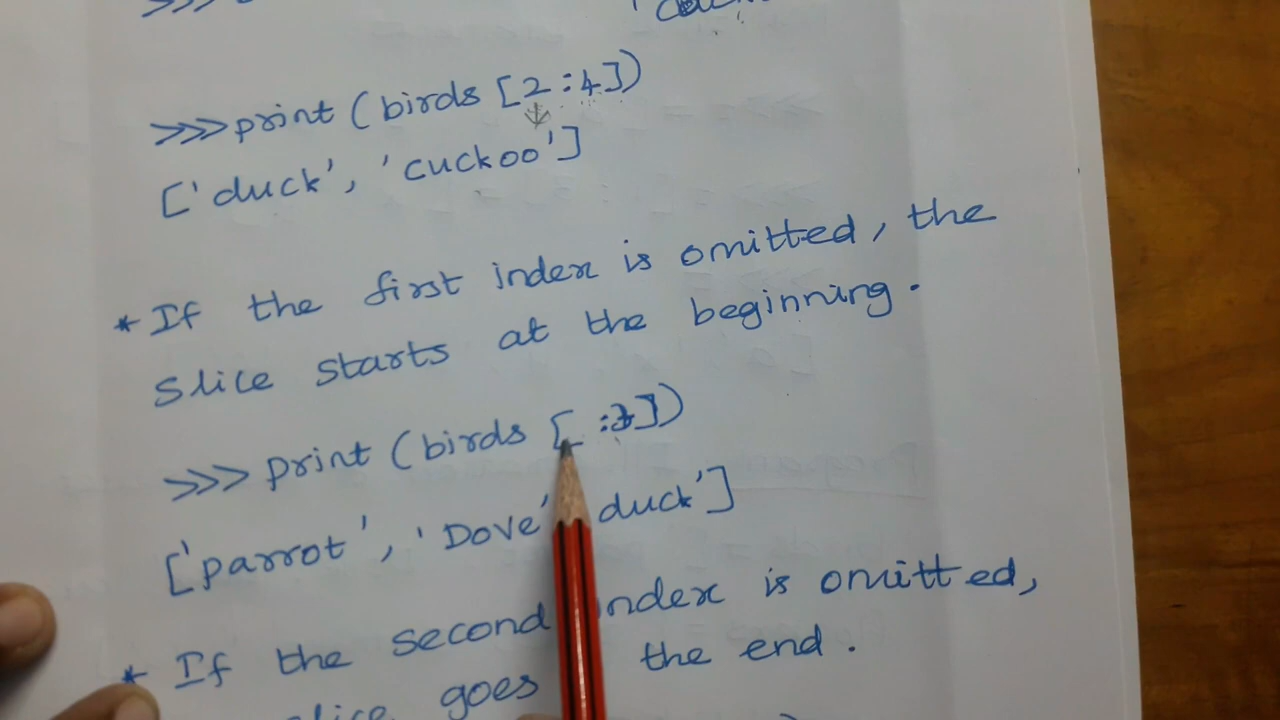 >>>
>>>print (birds [2:4])
['duck', 'cuckoo']
* If the first index is omitted, the
slice starts at the beginning.
>>> print (birds [ :3])
['parrot', 'Dove' duck']
* If the second index is omitted,
slice goes the end.